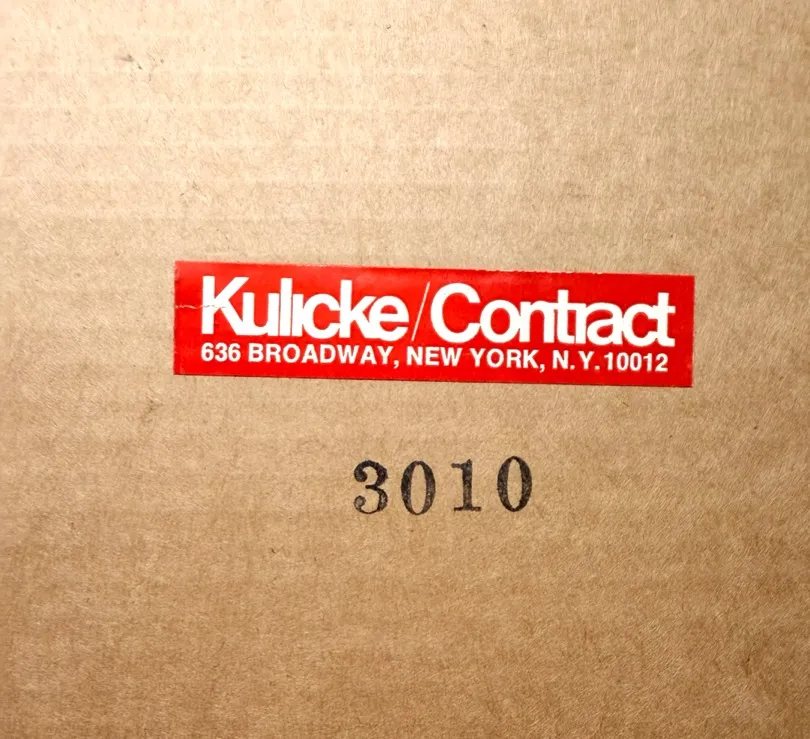 Kulicke/Contract
636 BROADWAY, NEW YORK, N.Y. 10012
3010